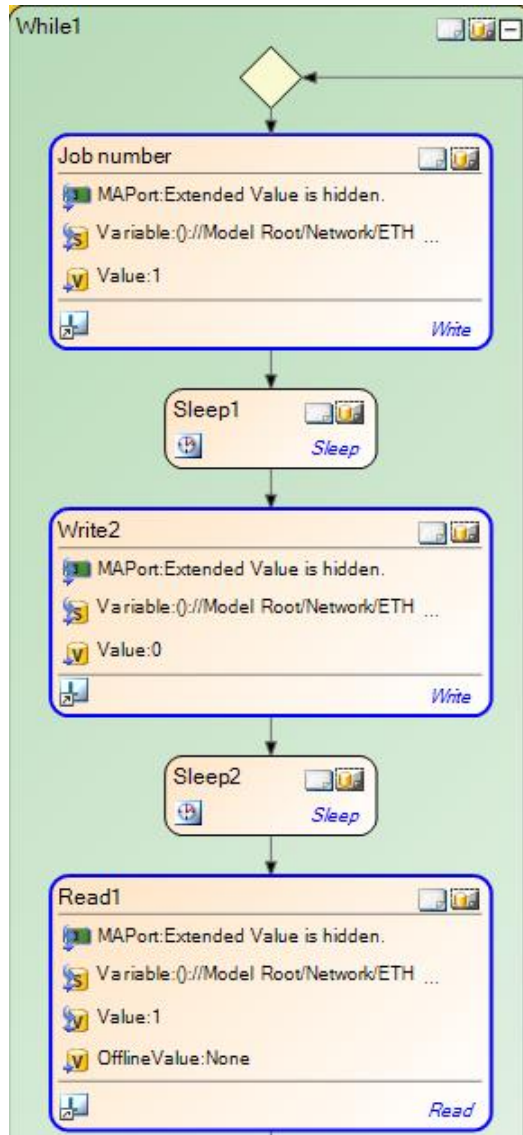 While1
Job number
MAPort:Extended Value is hidden.
Variable:()://Model Root/Network/ETH ...
Value:1
Write
Sleep1
Sleep
Write2
MAPort:Extended Value is hidden.
Variable:()://Model Root/Network/ETH ...
Value:0
Write
Sleep2
Sleep
Read1
MAPort:Extended Value is hidden.
Variable:()://Model Root/Network/ETH ...
Value:1
OfflineValue:None
Read